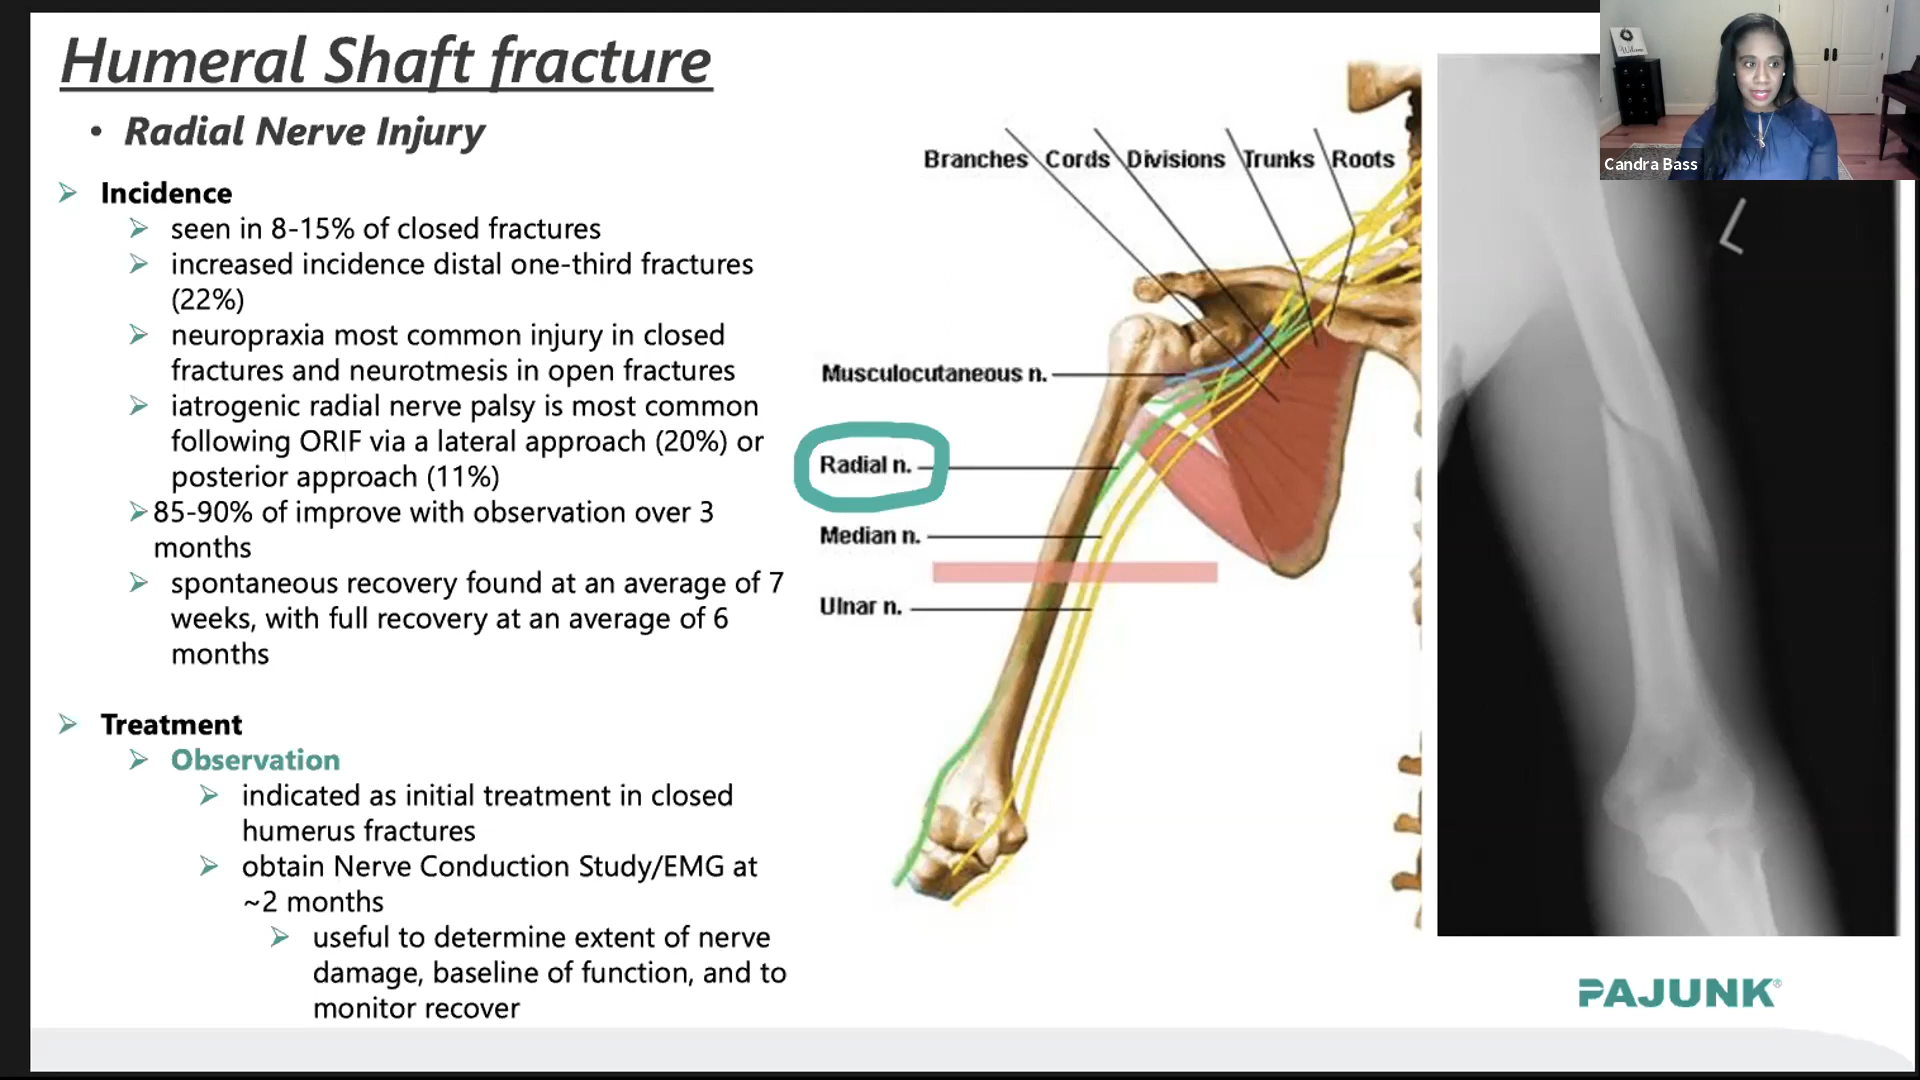 Humeral Shaft fracture
• Radial Nerve Injury
Incidence
seen in 8-15% of closed fractures
increased incidence distal one-third fractures
(22%)
neuropraxia most common injury in closed
fractures and neurotmesis in open fractures
iatrogenic radial nerve palsy is most common
following ORIF via a lateral approach (20%) or
posterior approach (11%)
85-90% of improve with observation over 3
months
spontaneous recovery found at an average of 7
weeks, with full recovery at an average of 6
months
Treatment
Observation
indicated as initial treatment in closed
humerus fractures
obtain Nerve Conduction Study/EMG at
~2 months
useful to determine extent of nerve
damage, baseline of function, and to
monitor recover
Branches Cords Divisions Trunks Roots
Musculocutaneous n.
Radial n.
Median n.
Ulnar n.
L
Welcome
Candra Bass
PAJUNK®